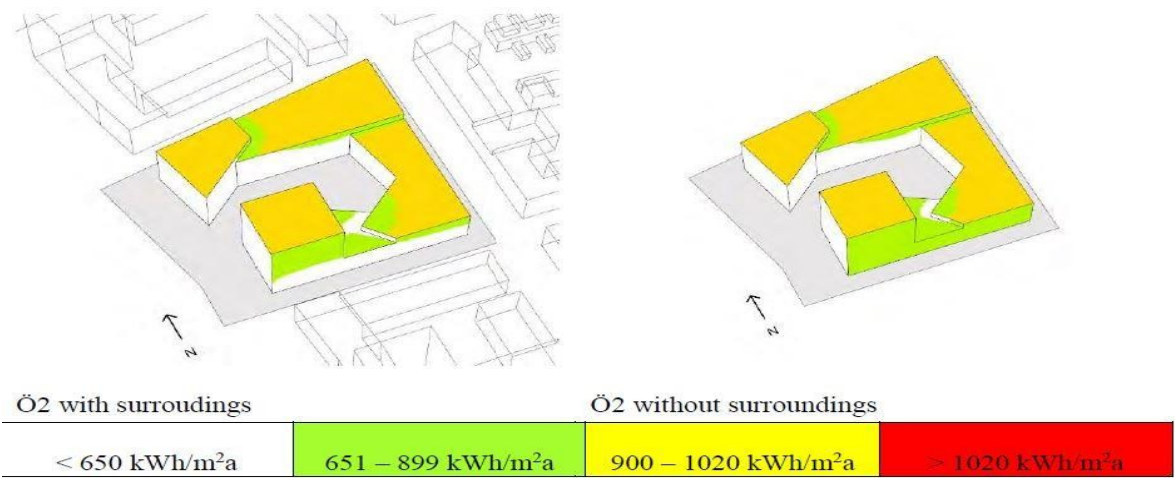 N
N
Ö2 with surroudings
Ö2 without surroundings
< 650 kWh/m²a
651 – 899 kWh/m²a
900 – 1020 kWh/m²a
> 1020 kWh/m²a